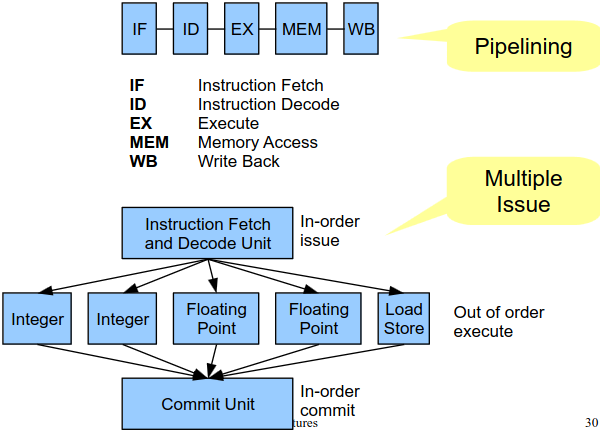 IF ID EX MEM WB
Pipelining
IF Instruction Fetch
ID Instruction Decode
EX Execute
MEM Memory Access
WB Write Back
Multiple
Issue
Instruction Fetch
and Decode Unit
In-order
issue
Integer
Integer
Floating
Point
Floating
Point
Load
Store
Out of order
execute
Commit Unit
In-order
commit
tures
30